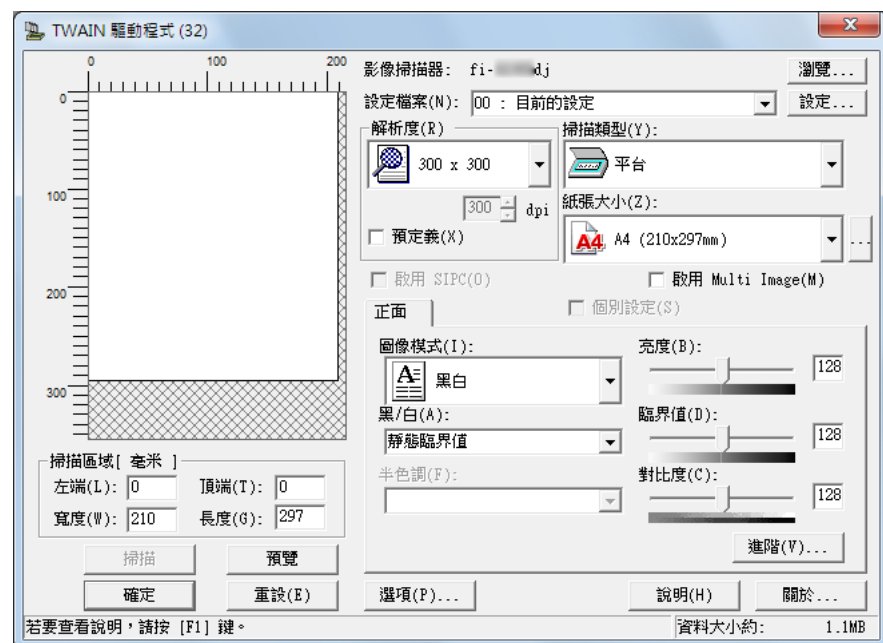 TWAIN 驅動程式 (32)
0 100 200
0
100
200
300
影像掃描器: fi- dj
瀏覽...
設定檔案(N): 00 : 目前的設定
設定...
解析度(R)
300 x 300
300 dpi
預定義(X)
掃描類型(Y):
平台
紙張大小(Z):
A4 A4 (210x297mm)
...
啟用 SIPC(O)
啟用 Multi Image(M)
正面
個別設定(S)
圖像模式(I):
A 黑白
黑/白(A):
靜態臨界值
半色調(F):
亮度(B):
128
臨界值(D):
128
對比度(C):
128
進階(V)...
掃描區域[ 毫米 ]
左端(L): 0 頂端(T): 0
寬度(W): 210 長度(G): 297
掃描 預覽
確定 重設(E) 選項(P)... 說明(H) 關於...
若要查看說明，請按 [F1] 鍵。
資料大小約: 1.1MB